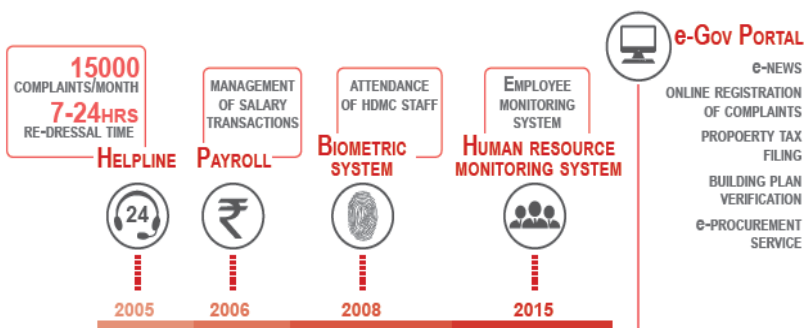 15000
COMPLAINTS/MONTH
7-24HRS
RE-DRESSAL TIME
HELPLINE
24
2005
MANAGEMENT
OF SALARY
TRANSACTIONS
PAYROLL
₹
2006
ATTENDANCE
OF HDMC STAFF
BIOMETRIC
SYSTEM
2008
EMPLOYEE
MONITORING
SYSTEM
HUMAN RESOURCE
MONITORING SYSTEM
2015
e-GOV PORTAL
e-NEWS
ONLINE REGISTRATION
OF COMPLAINTS
PROPOERTY TAX
FILING
BUILDING PLAN
VERIFICATION
e-PROCUREMENT
SERVICE